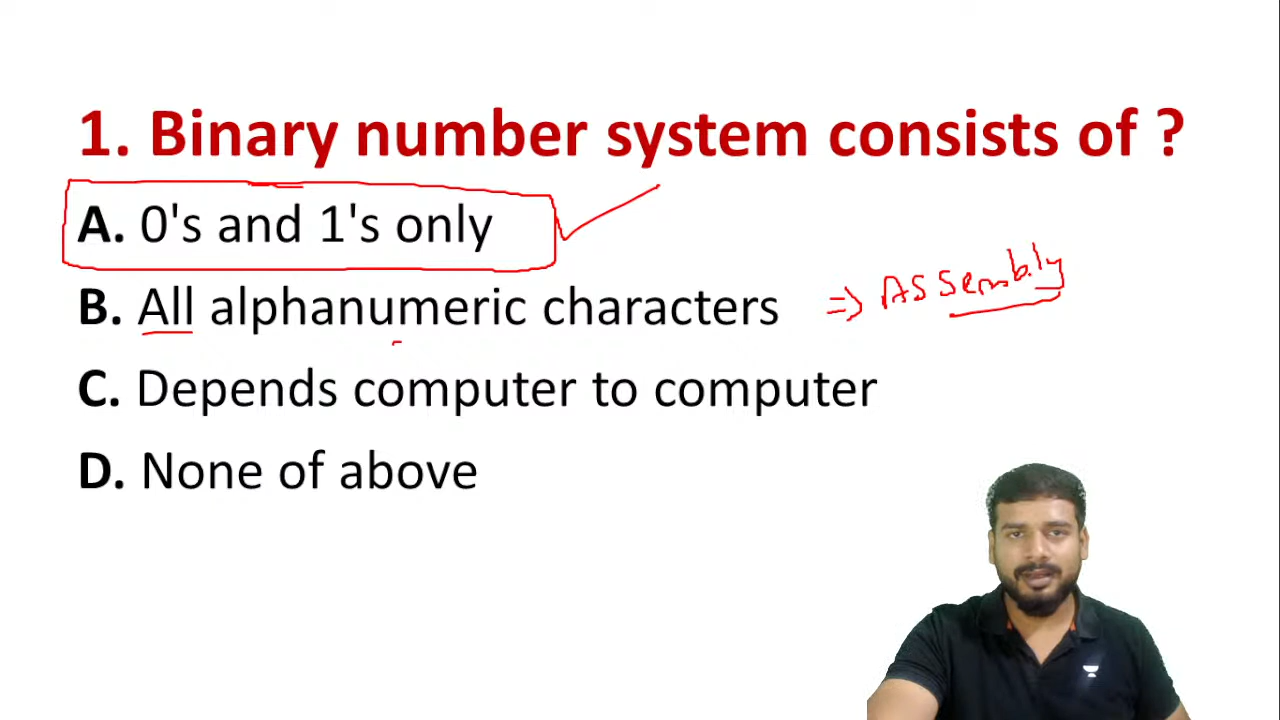 1. Binary number system consists of ?
A. 0's and 1's only
B. All alphanumeric characters => Assembly
C. Depends computer to computer
D. None of above